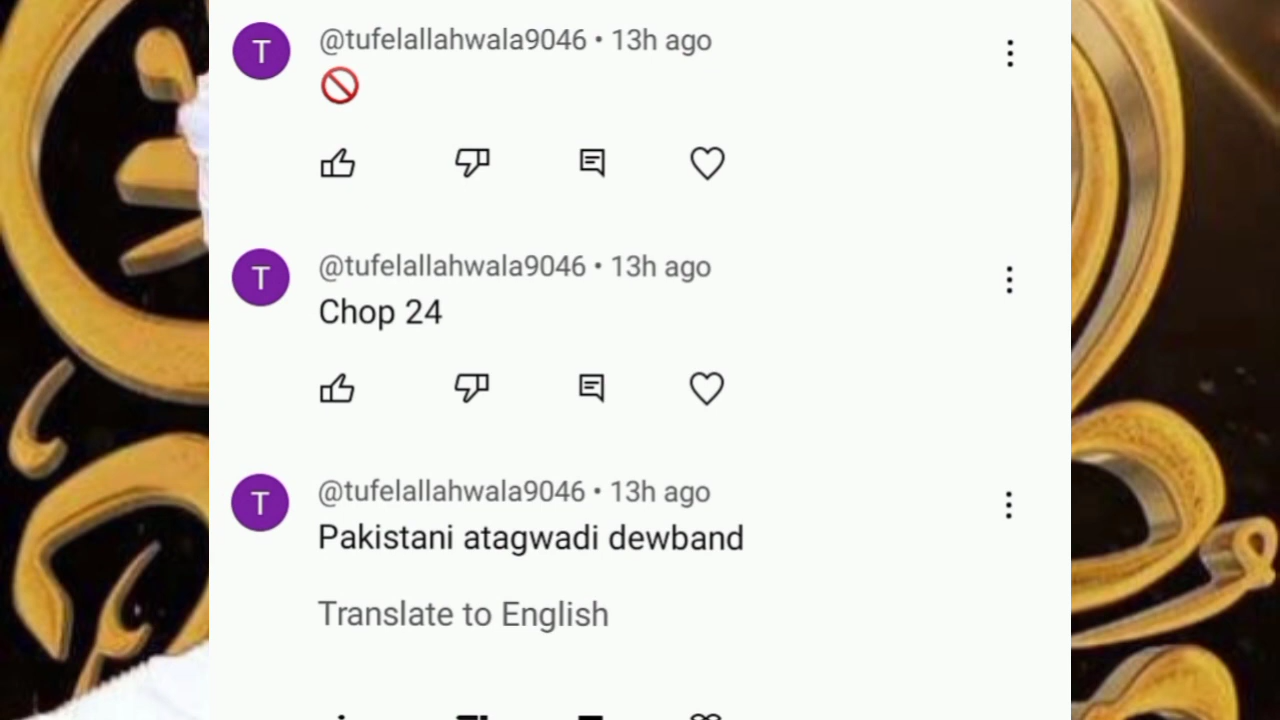 T
@tufelallahwala9046 • 13h ago
🚫
T
@tufelallahwala9046 • 13h ago
Chop 24
T
@tufelallahwala9046 • 13h ago
Pakistani atagwadi dewband
Translate to English